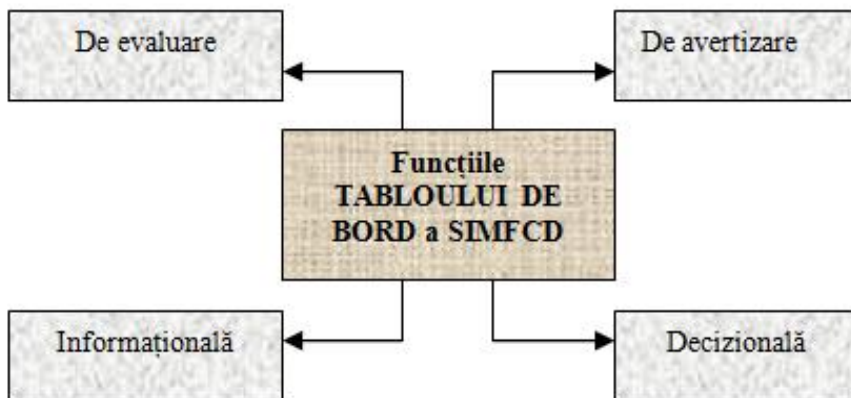 De evaluare
De avertizare
Funcțiile
TABLOULUI DE
BORD a SIMFCD
Informațională
Decizională